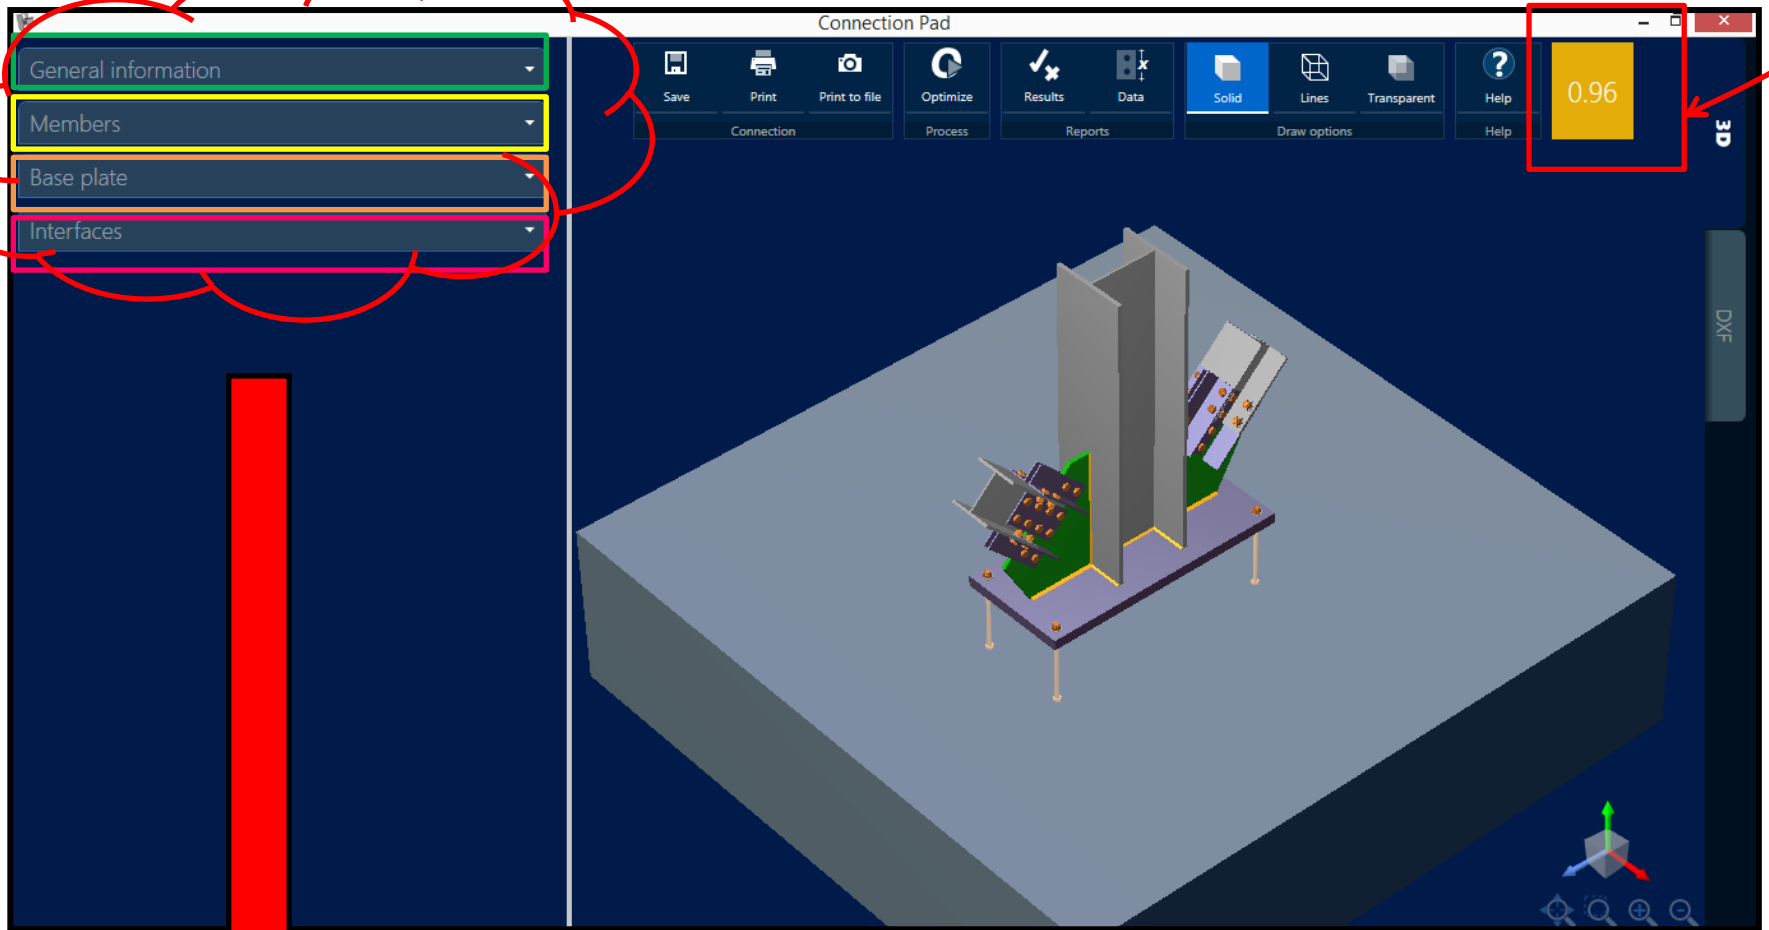 Connection Pad
General information
Members
Base plate
Interfaces
Save Print Print to file Optimize Results Data Solid Lines Transparent Help
Connection Process Reports Draw options Help
0.96
3D
DXF